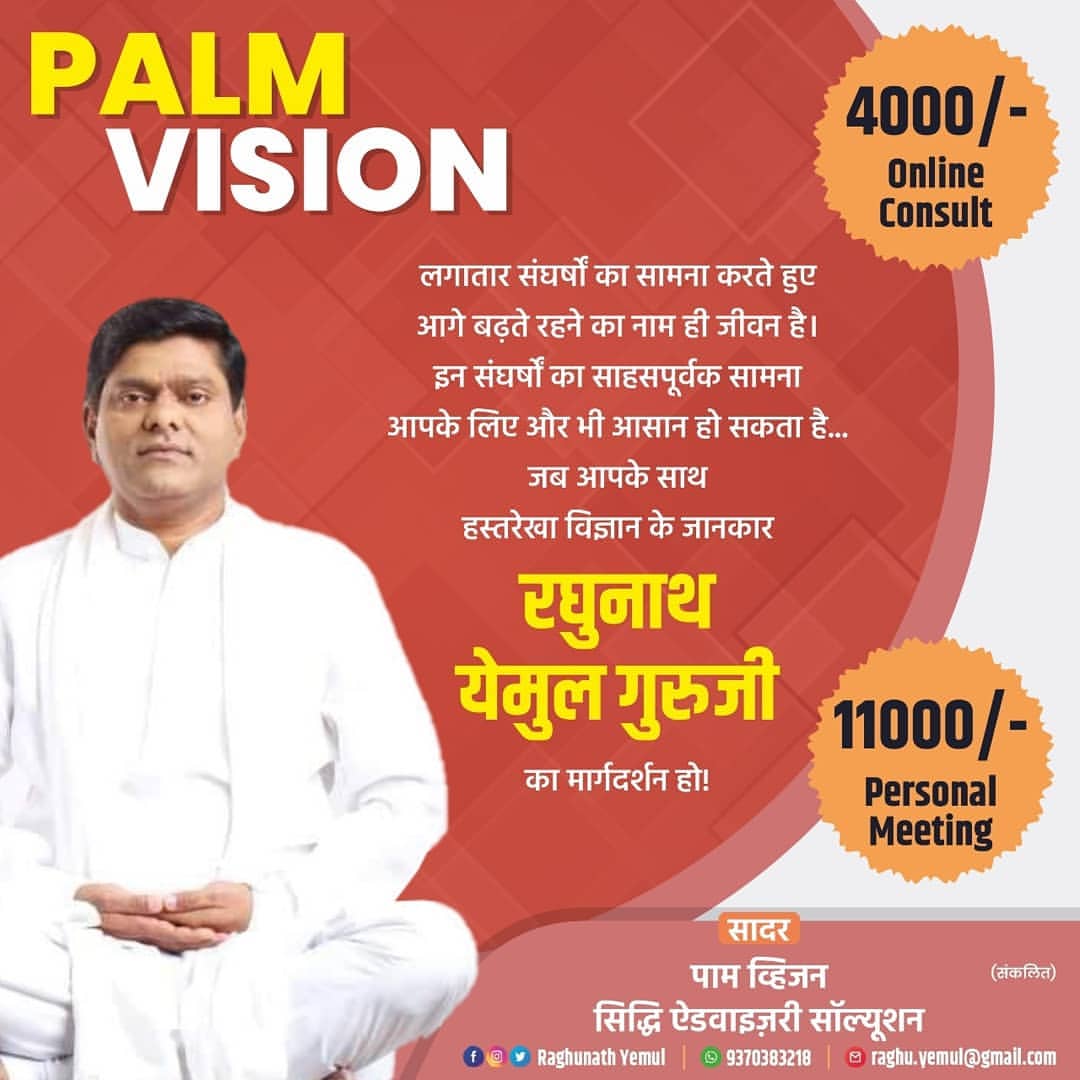 PALM
VISION
4000/-
Online
Consult
लगातार संघर्षों का सामना करते हुए
आगे बढ़ते रहने का नाम ही जीवन है।
इन संघर्षों का साहसपूर्वक सामना
आपके लिए और भी आसान हो सकता है...
जब आपके साथ
हस्तरेखा विज्ञान के जानकार
रघुनाथ
येमुल गुरुजी
का मार्गदर्शन हो!
11000/-
Personal
Meeting
सादर
पाम व्हिजन
(संकलित)
सिद्धि ऐडवाइज़री सॉल्यूशन
Raghunath Yemul | 9370383218 | raghu.yemul@gmail.com